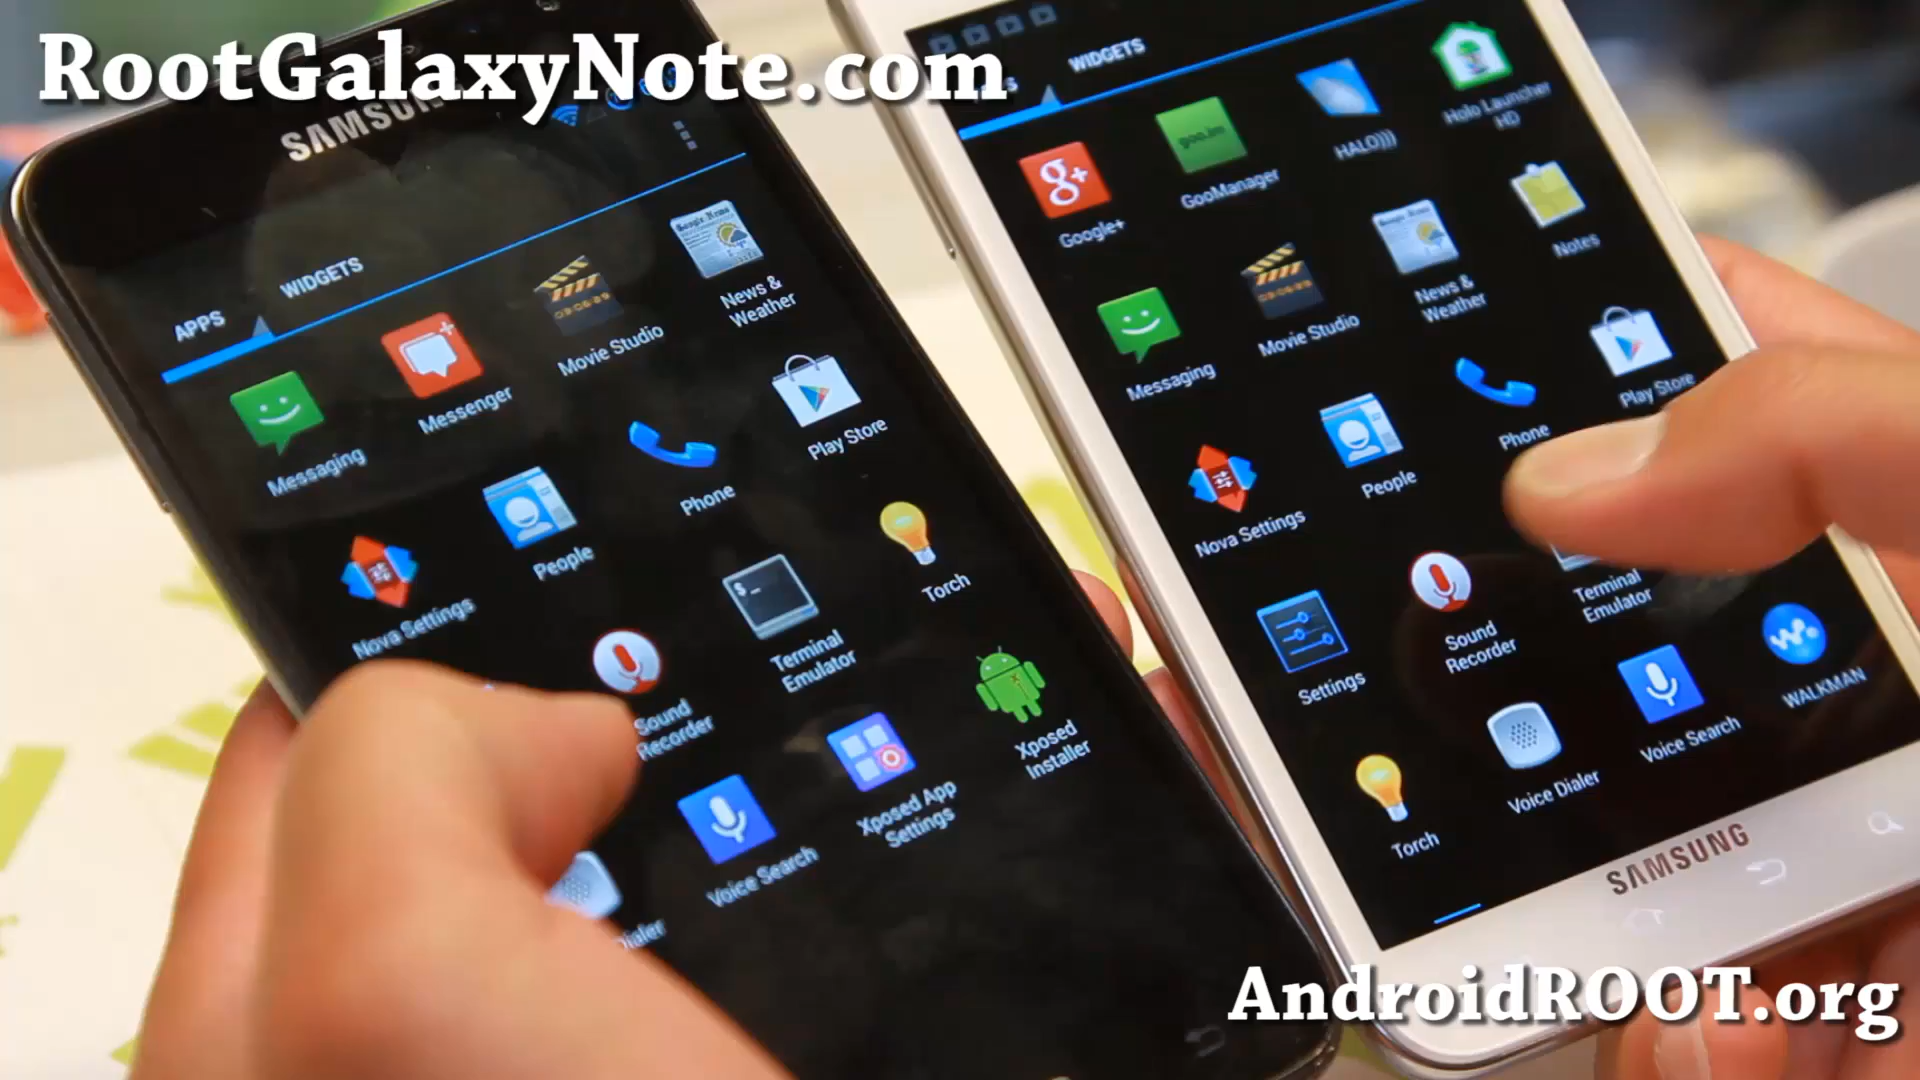 RootGalaxyNote.com
SAMSUNG
APPS
WIDGETS
News &
Weather
Movie Studio
Messenger
Messaging
Play Store
Phone
People
Nova Settings
Torch
Terminal
Emulator
Sound
Recorder
Xposed
Installer
Xposed App
Settings
Voice Search
WIDGETS
Holo Launcher
HD
HALO)))
goo.im
GooManager
g+
Google+
Notes
News &
Weather
Movie Studio
Messaging
Play Store
Phone
People
Nova Settings
Terminal
Emulator
Sound
Recorder
Settings
WALKMAN
Voice Search
Voice Dialer
Torch
SAMSUNG
AndroidROOT.org